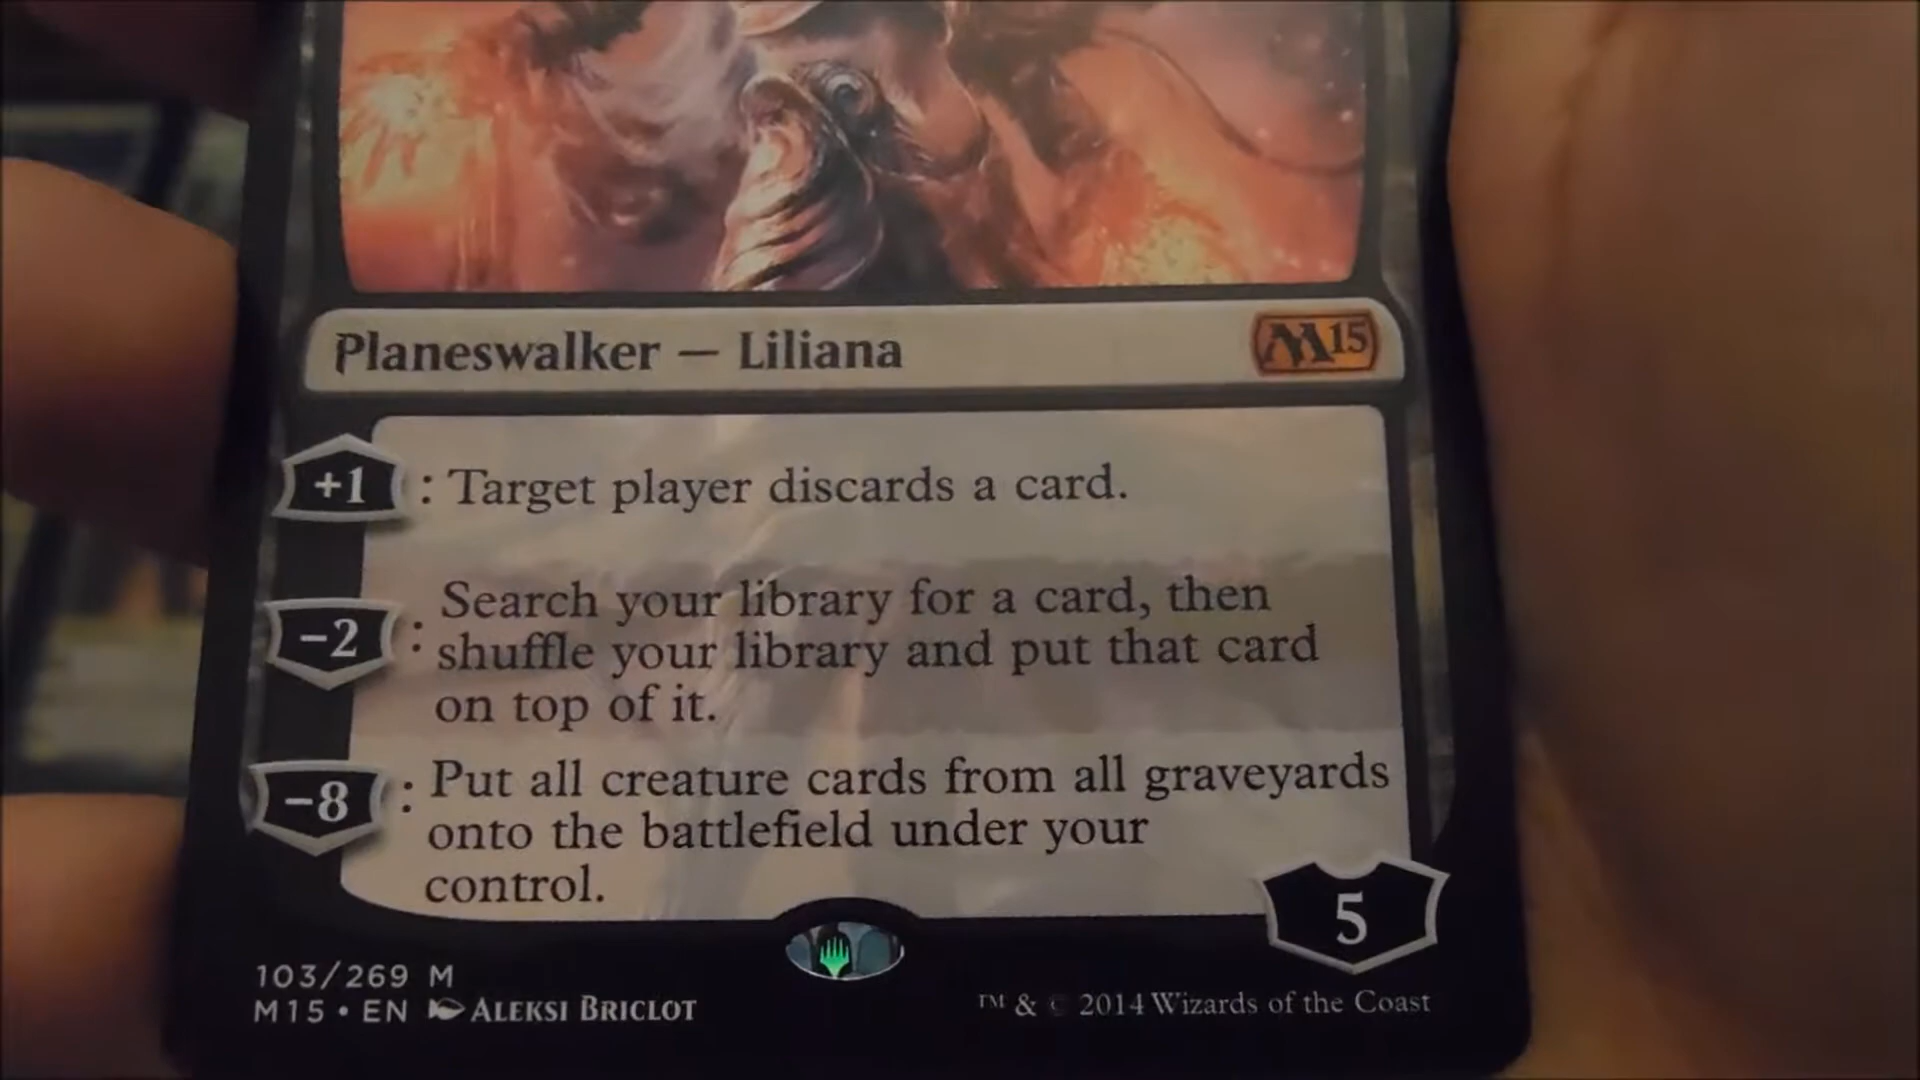 Planeswalker — Liliana M15
+1 : Target player discards a card.
−2 : Search your library for a card, then
shuffle your library and put that card
on top of it.
−8 : Put all creature cards from all graveyards
onto the battlefield under your
control.
5
103/269 M
M15 • EN ALEKSI BRICLOT
™ & © 2014 Wizards of the Coast